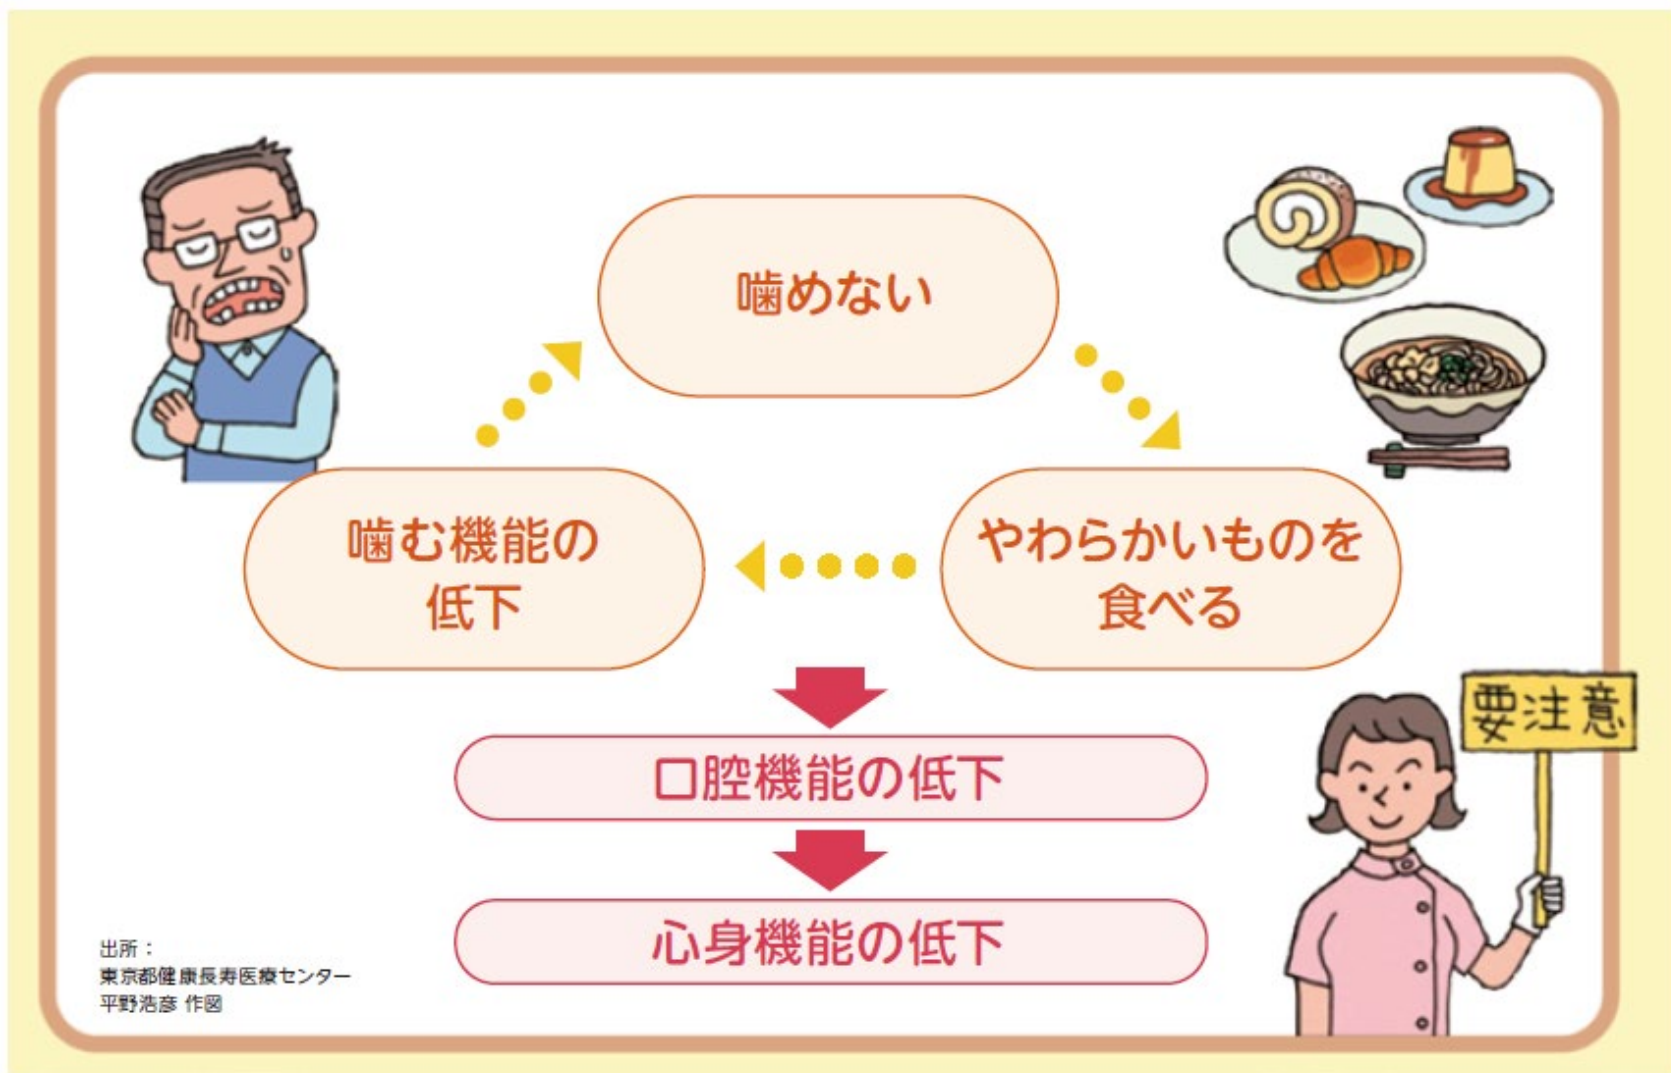 噛めない
噛む機能の
低下
やわらかいものを
食べる
口腔機能の低下
心身機能の低下
要注意
出所：
東京都健康長寿医療センター
平野浩彦 作図